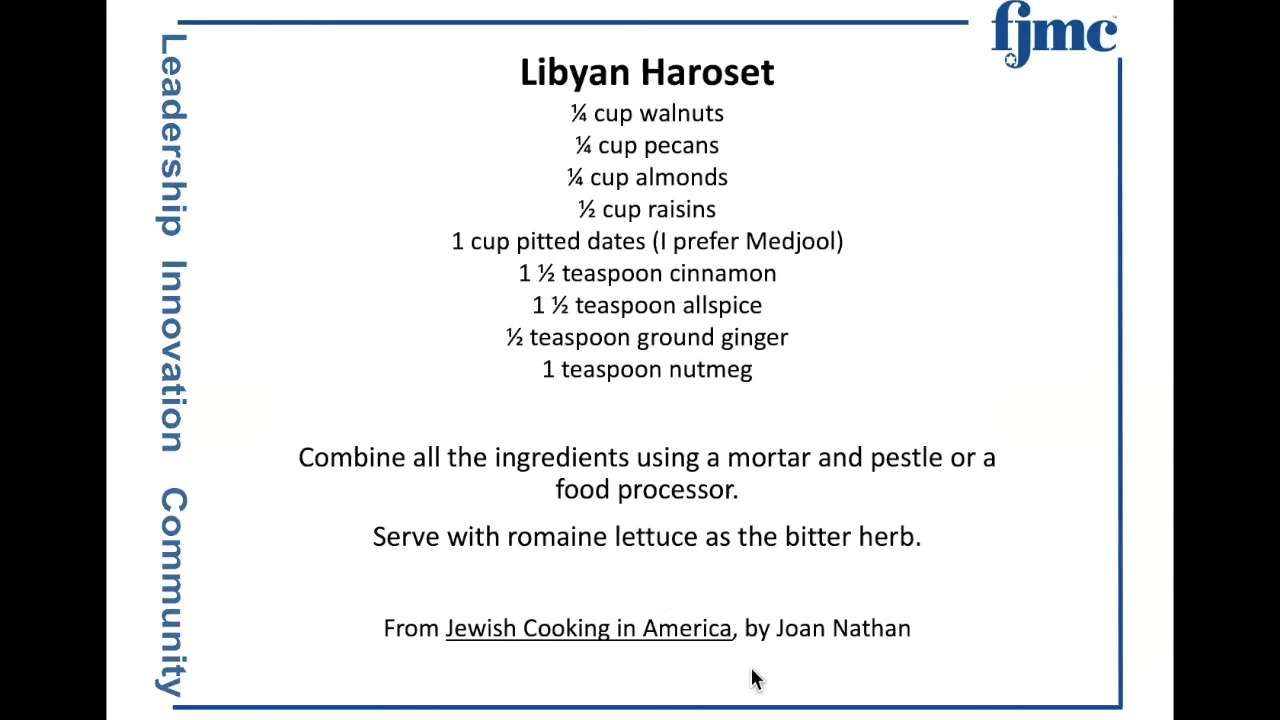 fjmc
Leadership Innovation Community
Libyan Haroset
¼ cup walnuts
¼ cup pecans
¼ cup almonds
½ cup raisins
1 cup pitted dates (I prefer Medjool)
1 ½ teaspoon cinnamon
1 ½ teaspoon allspice
½ teaspoon ground ginger
1 teaspoon nutmeg
Combine all the ingredients using a mortar and pestle or a
food processor.
Serve with romaine lettuce as the bitter herb.
From Jewish Cooking in America, by Joan Nathan